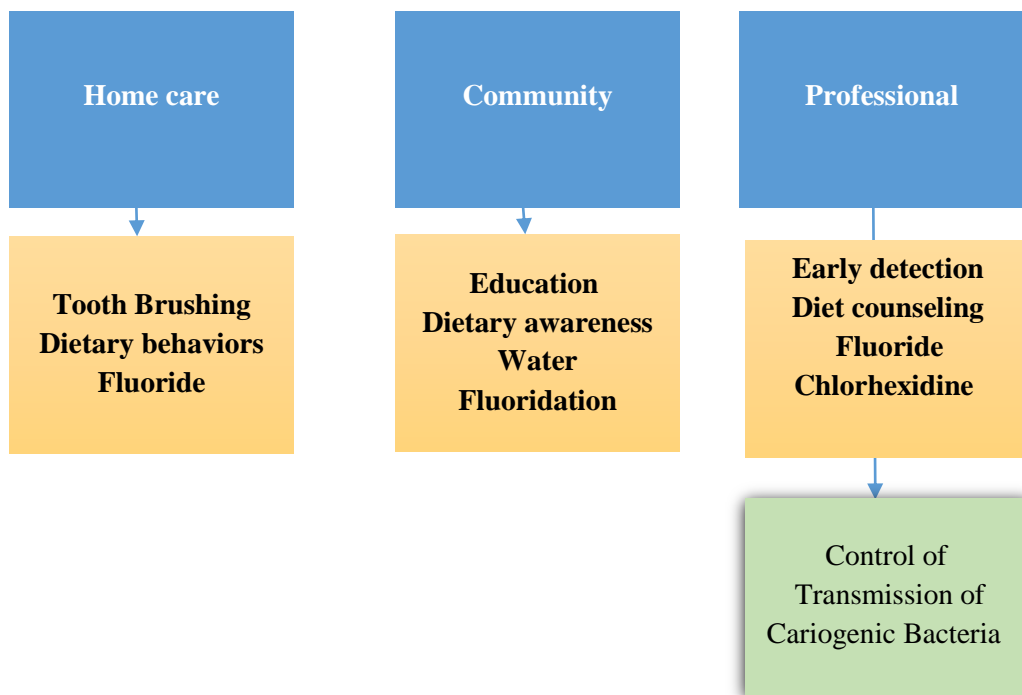 Home care
Community
Professional
Tooth Brushing
Dietary behaviors
Fluoride
Education
Dietary awareness
Water
Fluoridation
Early detection
Diet counseling
Fluoride
Chlorhexidine
Control of
Transmission of
Cariogenic Bacteria